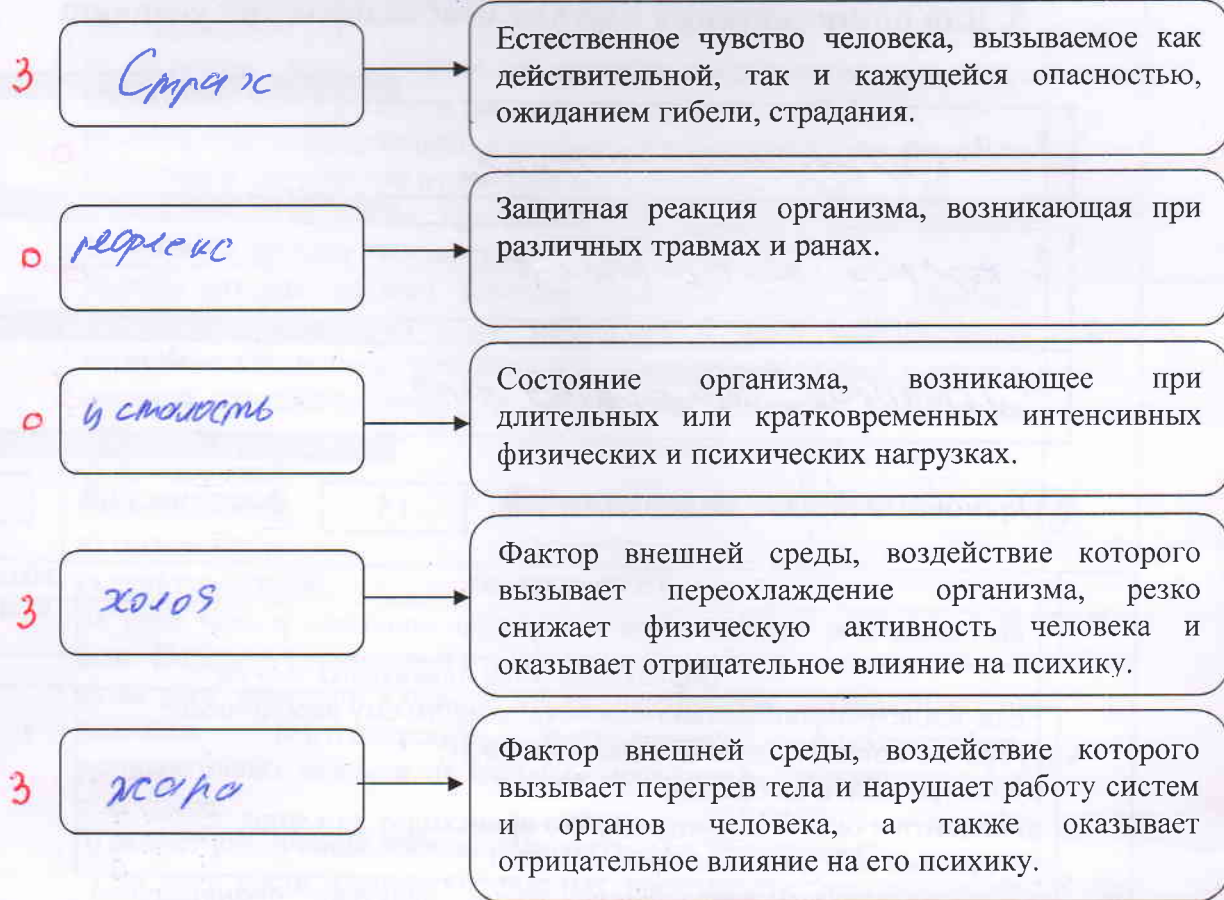 3
Страх
Естественное чувство человека, вызываемое как
действительной, так и кажущейся опасностью,
ожиданием гибели, страдания.
0
рефлекс
Защитная реакция организма, возникающая при
различных травмах и ранах.
0
усталость
Состояние организма, возникающее при
длительных или кратковременных интенсивных
физических и психических нагрузках.
3
холод
Фактор внешней среды, воздействие которого
вызывает переохлаждение организма, резко
снижает физическую активность человека и
оказывает отрицательное влияние на психику.
3
жара
Фактор внешней среды, воздействие которого
вызывает перегрев тела и нарушает работу систем
и органов человека, а также оказывает
отрицательное влияние на его психику.